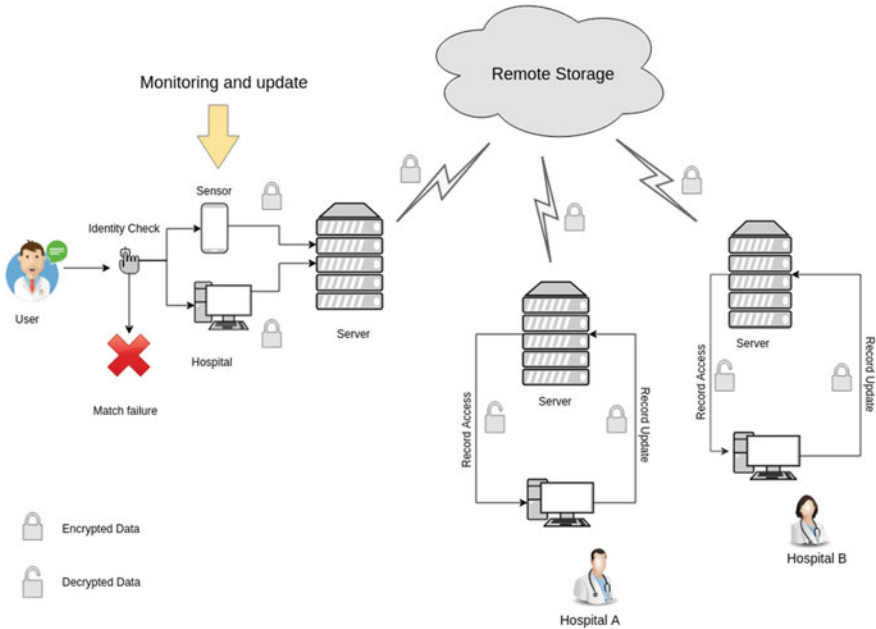 Remote Storage
Monitoring and update
Sensor
Identity Check
User
Server
Hospital
Match failure
Server
Record Access
Record Update
Hospital A
Server
Record Access
Record Update
Hospital B
Encrypted Data
Decrypted Data